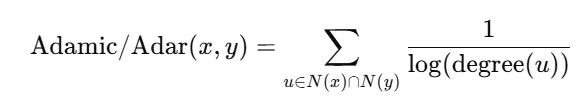 Adamic/Adar(x, y) = ∑_{u∈N(x)∩N(y)} 1/log(degree(u))